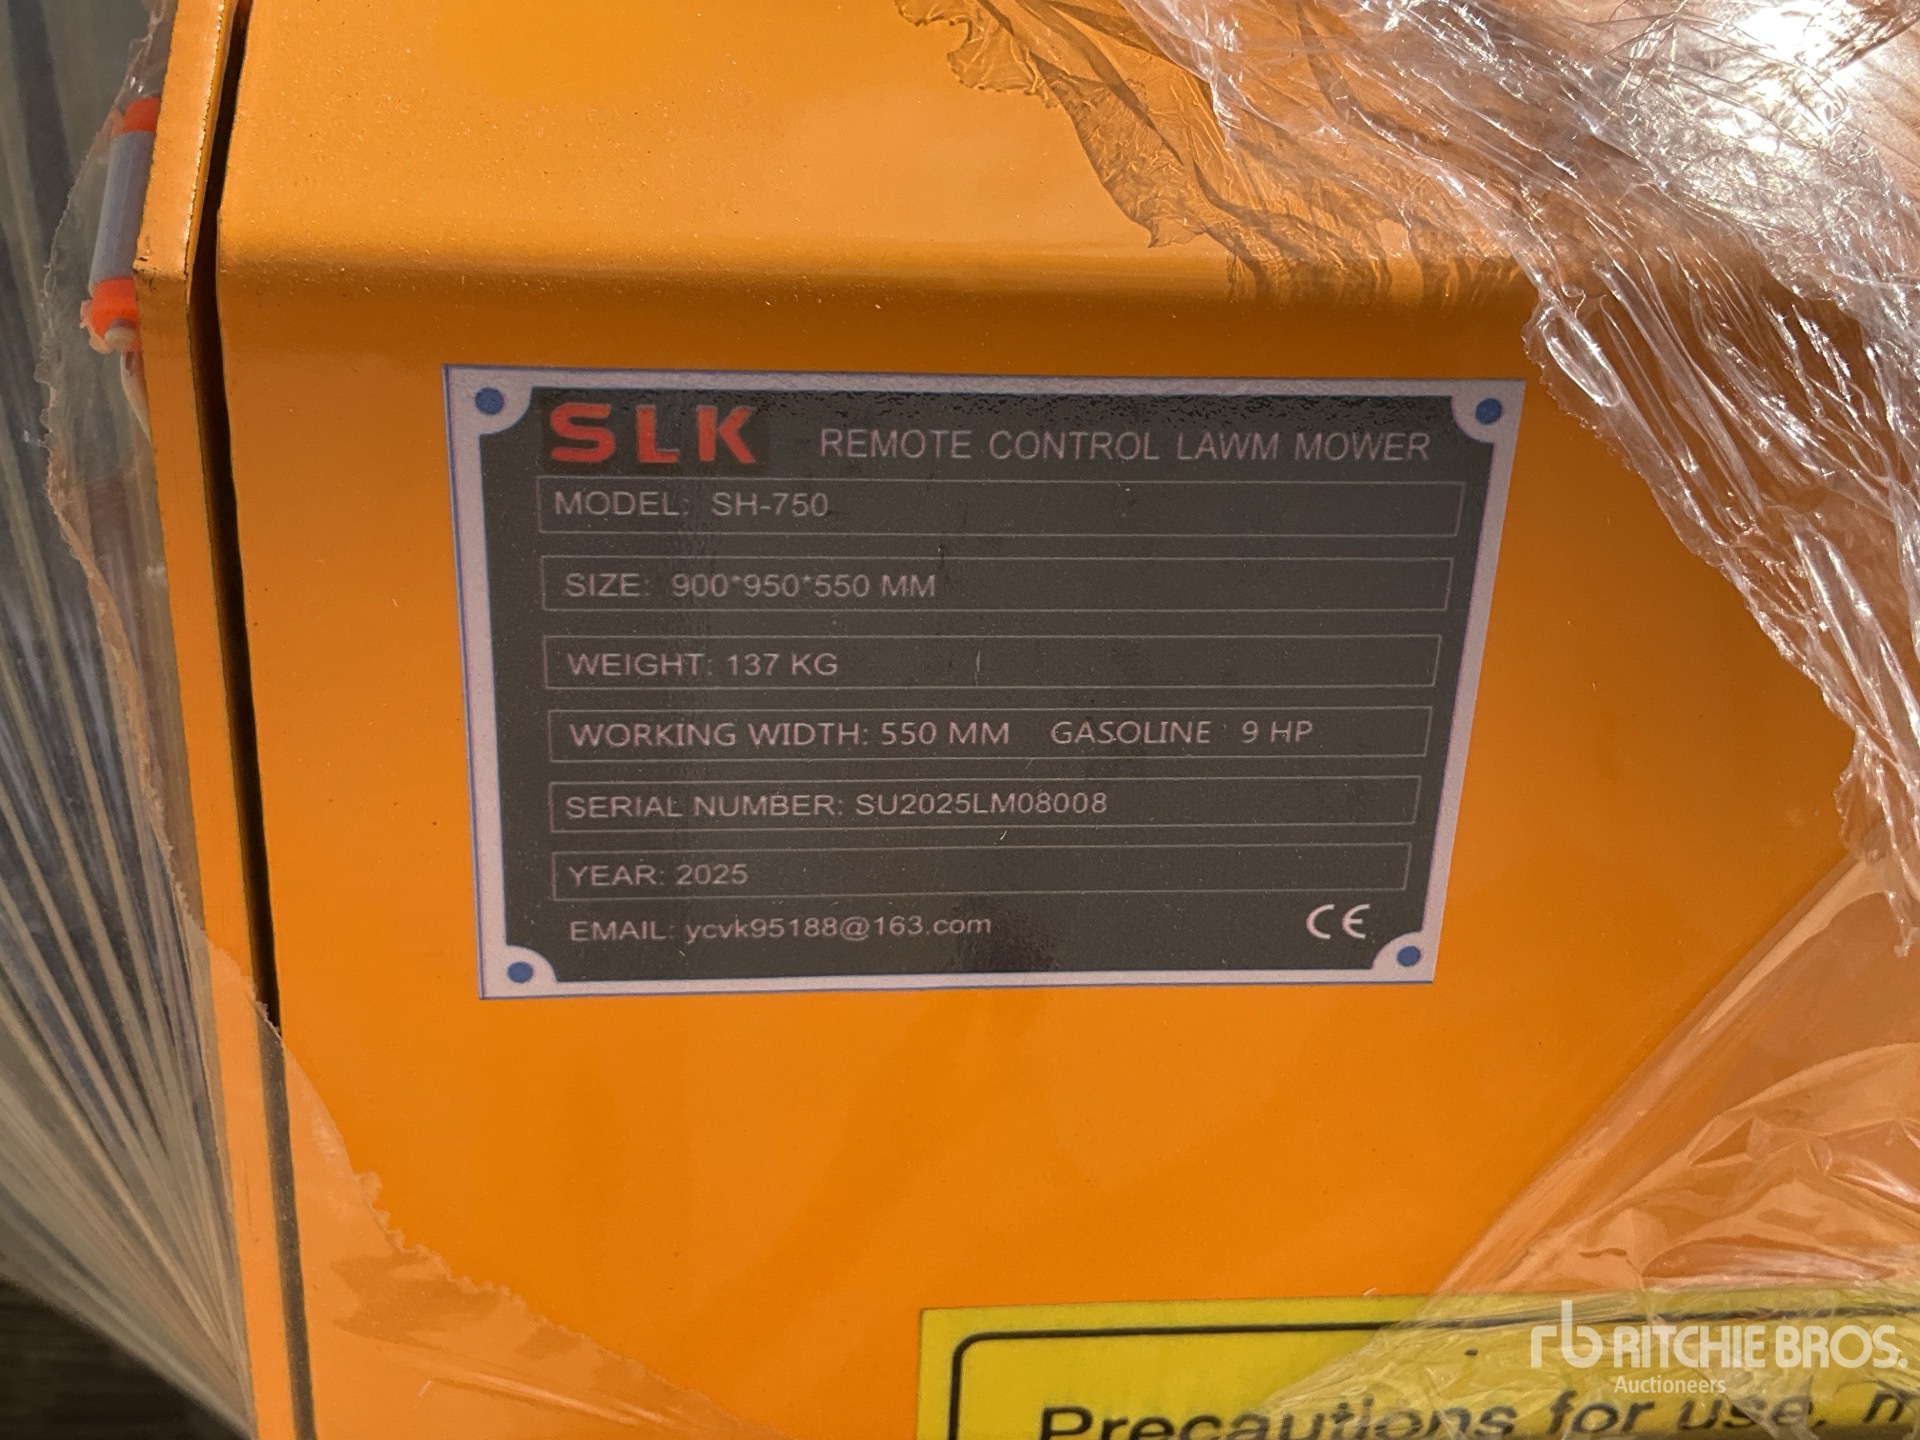 SLK REMOTE CONTROL LAWM MOWER
MODEL: SH-750
SIZE: 900*950*550 MM
WEIGHT: 137 KG
WORKING WIDTH: 550 MM GASOLINE : 9 HP
SERIAL NUMBER: SU2025LM08008
YEAR: 2025
EMAIL: ycvk95188@163.com CE
rb RITCHIE BROS.
Auctioneers
Precautions for use,